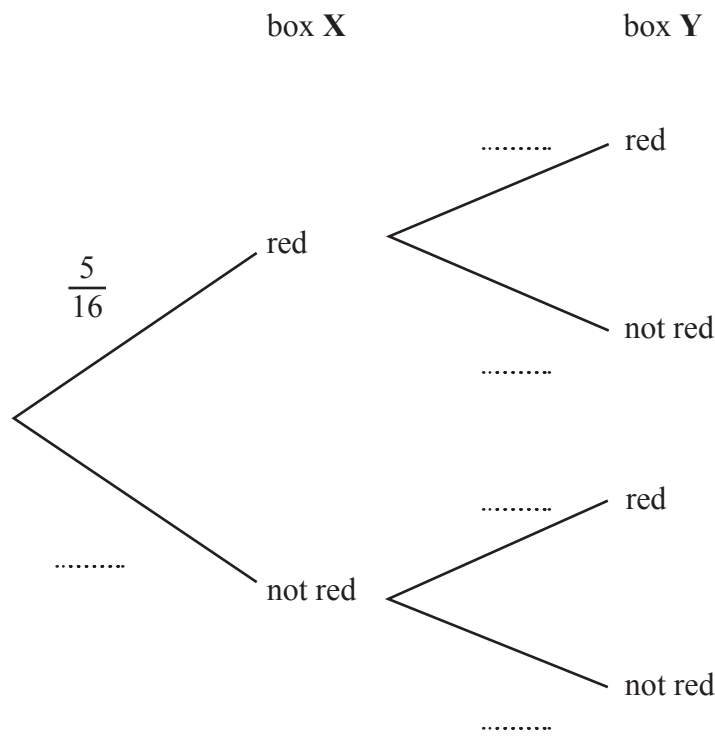 box X box Y
.......... red
red
5/16
not red
..........
.......... red
..........
not red
not red
..........